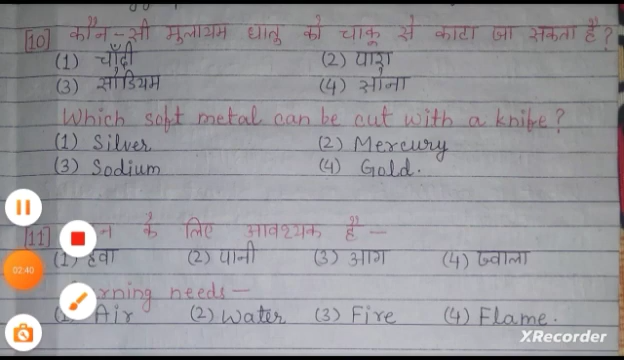 [10] कौन-सी मुलायम धातु को चाकू से काटा जा सकता है?
(1) चाँदी (2) पारा
(3) सोडियम (4) सोना
Which soft metal can be cut with a knife?
(1) Silver (2) Mercury
(3) Sodium (4) Gold.
[11] न के लिए आवश्यक है -
(1) हवा (2) पानी (3) आग (4) ज्वाला
rning needs -
(1) Air (2) Water (3) Fire (4) Flame.
02:40
XRecorder